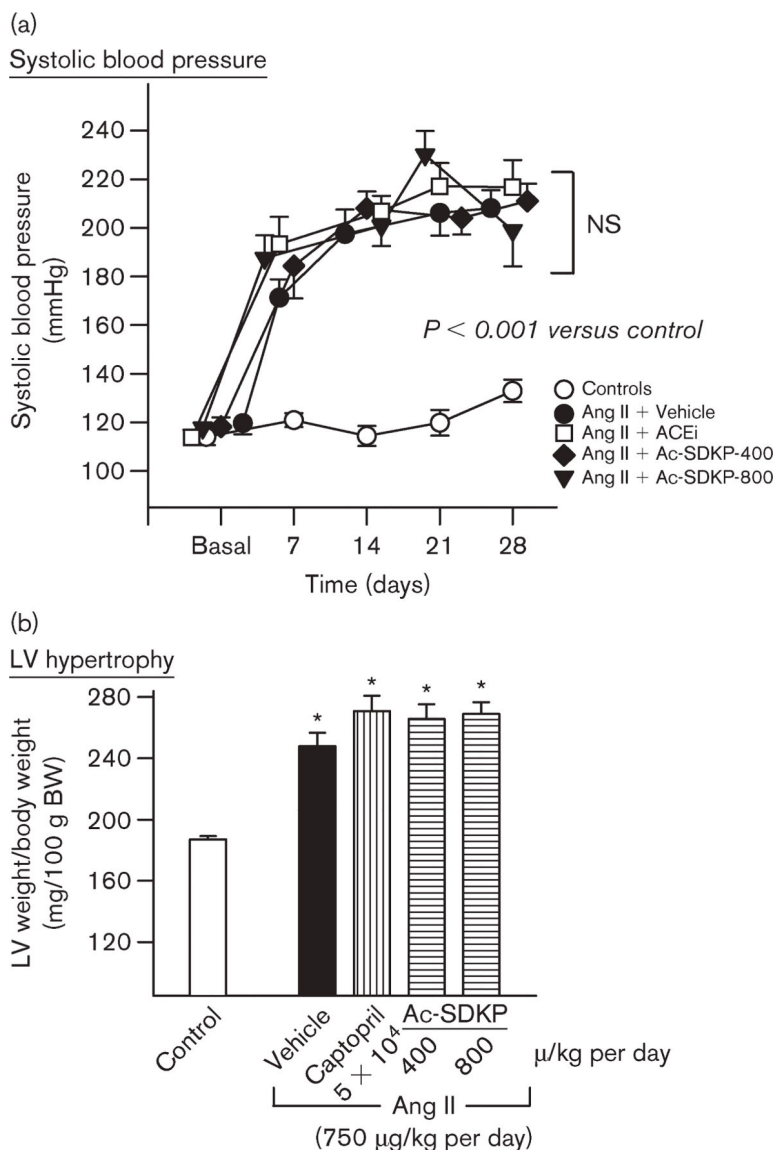 (a)
Systolic blood pressure
240
220
200
180
160
140
120
100
Systolic blood pressure
(mmHg)
NS
P < 0.001 versus control
Controls
Ang II + Vehicle
Ang II + ACEi
Ang II + Ac-SDKP-400
Ang II + Ac-SDKP-800
Basal 7 14 21 28
Time (days)
(b)
LV hypertrophy
280
240
200
160
120
LV weight/body weight
(mg/100 g BW)
* * * *
Control
Vehicle
Captopril
5 + 10⁴
Ac-SDKP
400
800
μ/kg per day
Ang II
(750 μg/kg per day)